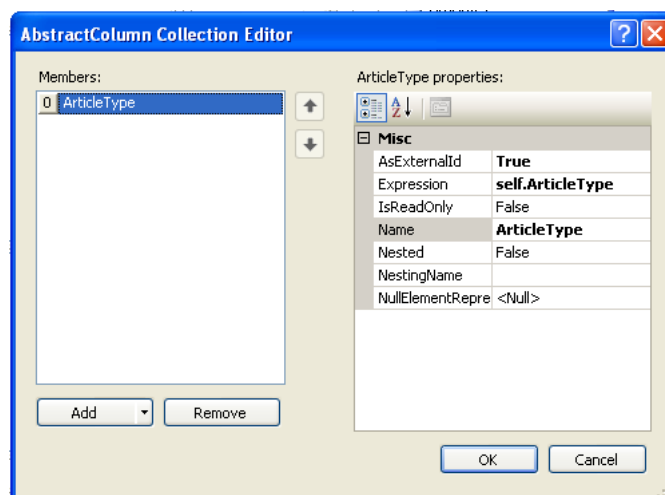 AbstractColumn Collection Editor
Members:
0 ArticleType
Add
Remove
ArticleType properties:
Misc
AsExternalId True
Expression self.ArticleType
IsReadOnly False
Name ArticleType
Nested False
NestingName
NullElementRepre <Null>
OK
Cancel